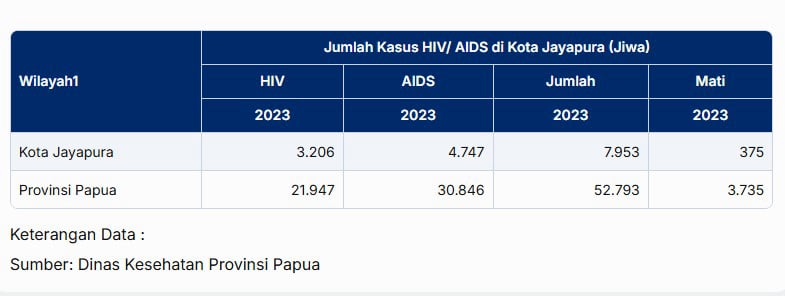 Jumlah Kasus HIV/ AIDS di Kota Jayapura (Jiwa)
Wilayah1 HIV AIDS Jumlah Mati
2023 2023 2023 2023
Kota Jayapura 3.206 4.747 7.953 375
Provinsi Papua 21.947 30.846 52.793 3.735
Keterangan Data :
Sumber: Dinas Kesehatan Provinsi Papua